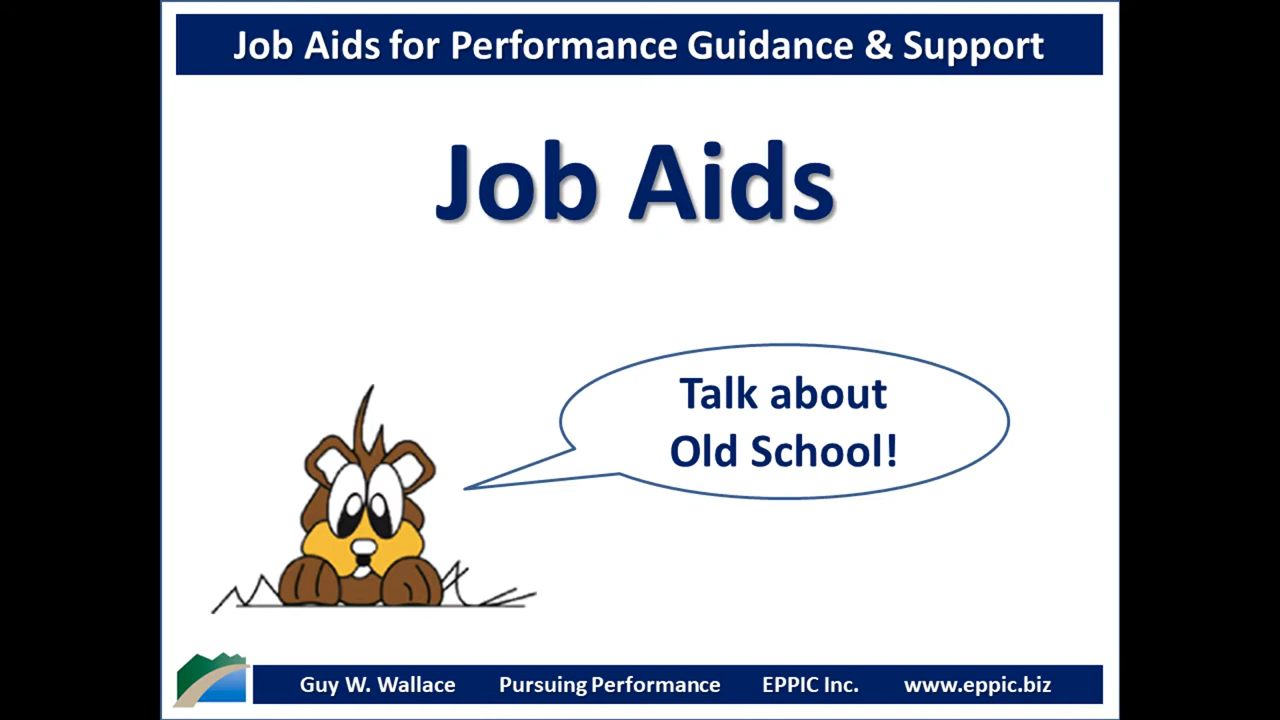 Job Aids for Performance Guidance & Support
Job Aids
Talk about
Old School!
Guy W. Wallace Pursuing Performance EPPIC Inc. www.eppic.biz